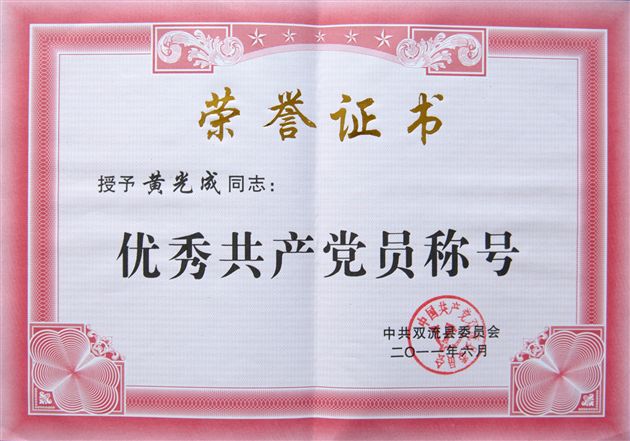 荣誉证书
授予黄光成同志：
优秀共产党员称号
中共双流县委员会
二〇一一年六月